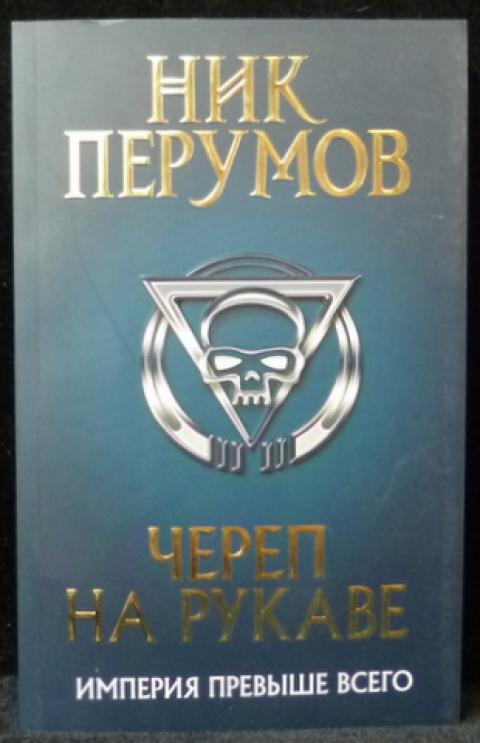 НИК
ПЕРУМОВ
ЧЕРЕП
НА РУКАВЕ
ИМПЕРИЯ ПРЕВЫШЕ ВСЕГО